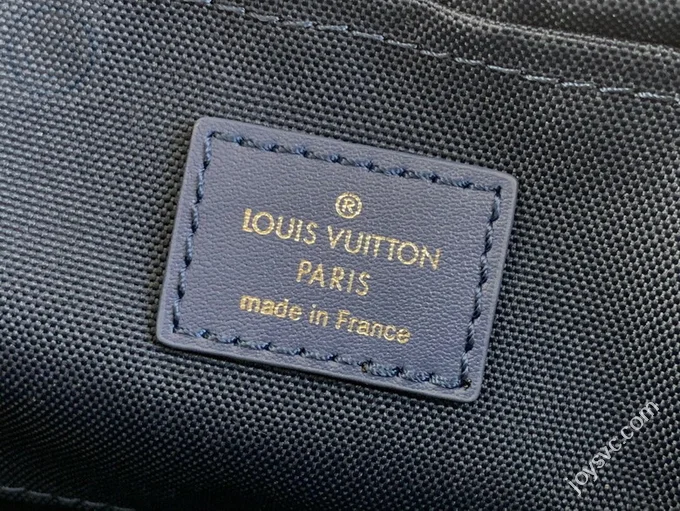 ®
LOUIS VUITTON
PARIS
made in France
joysvc.com